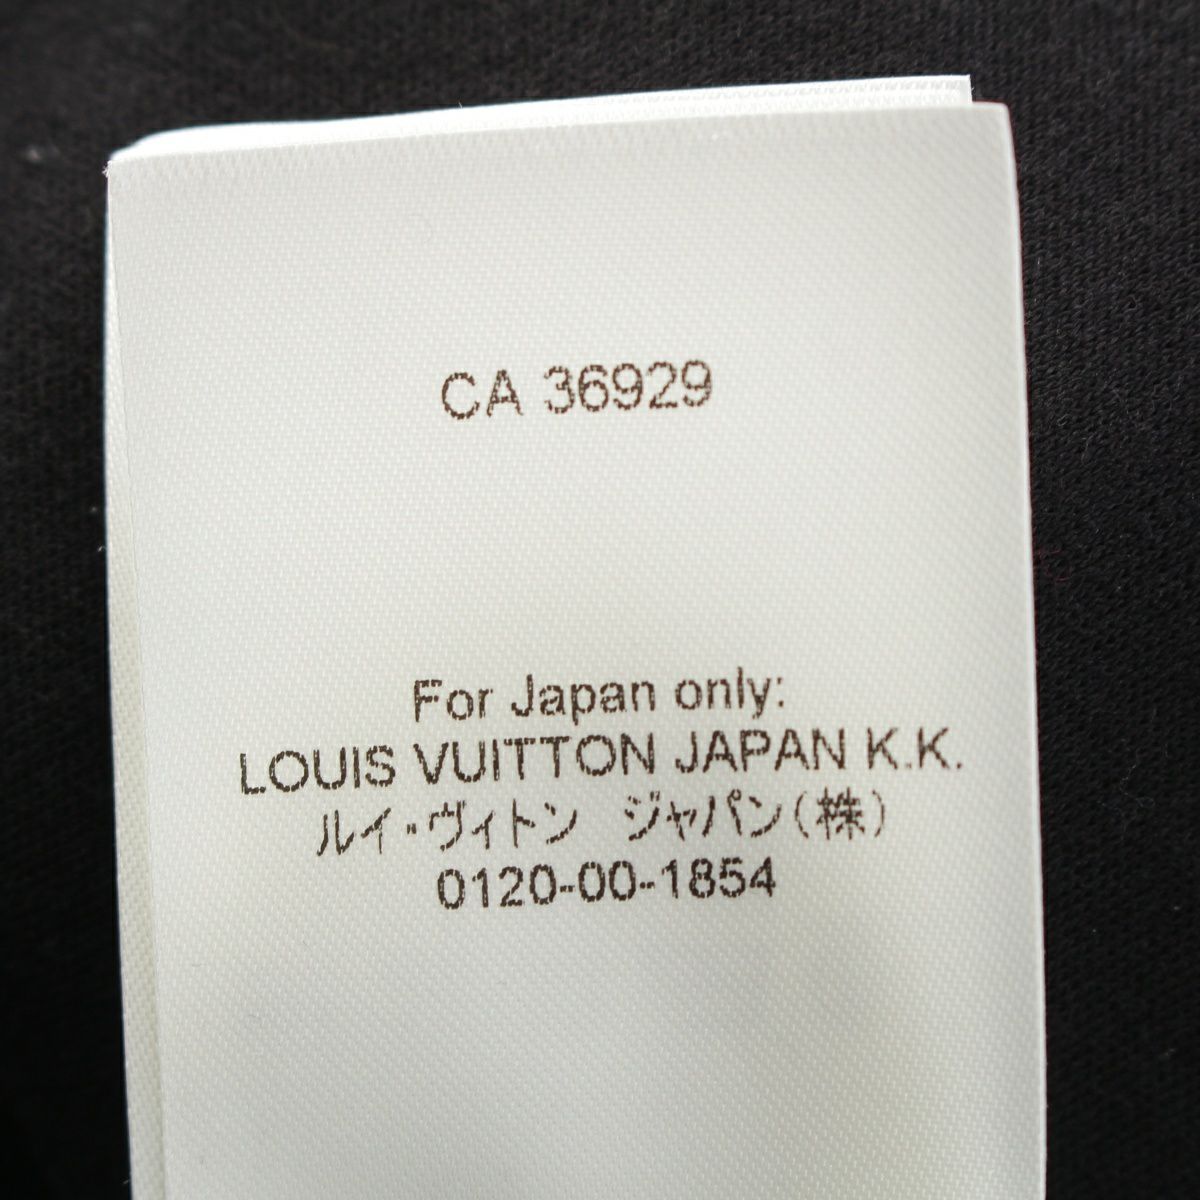 CA 36929
For Japan only:
LOUIS VUITTON JAPAN K.K.
ルイ・ヴィトン　ジャパン(株)
0120-00-1854